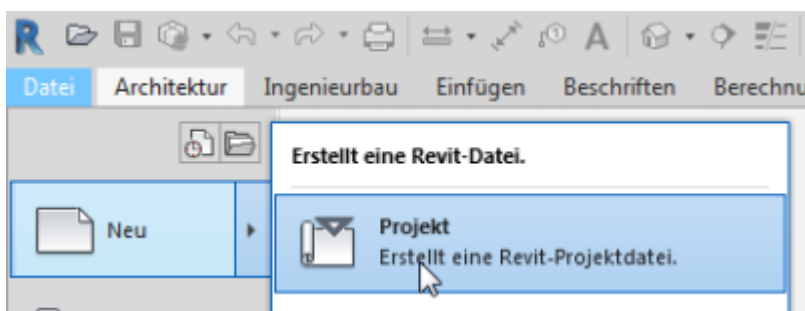 Datei Architektur Ingenieurbau Einfügen Beschriften Berechnu
Erstellt eine Revit-Datei.
Neu
Projekt
Erstellt eine Revit-Projektdatei.